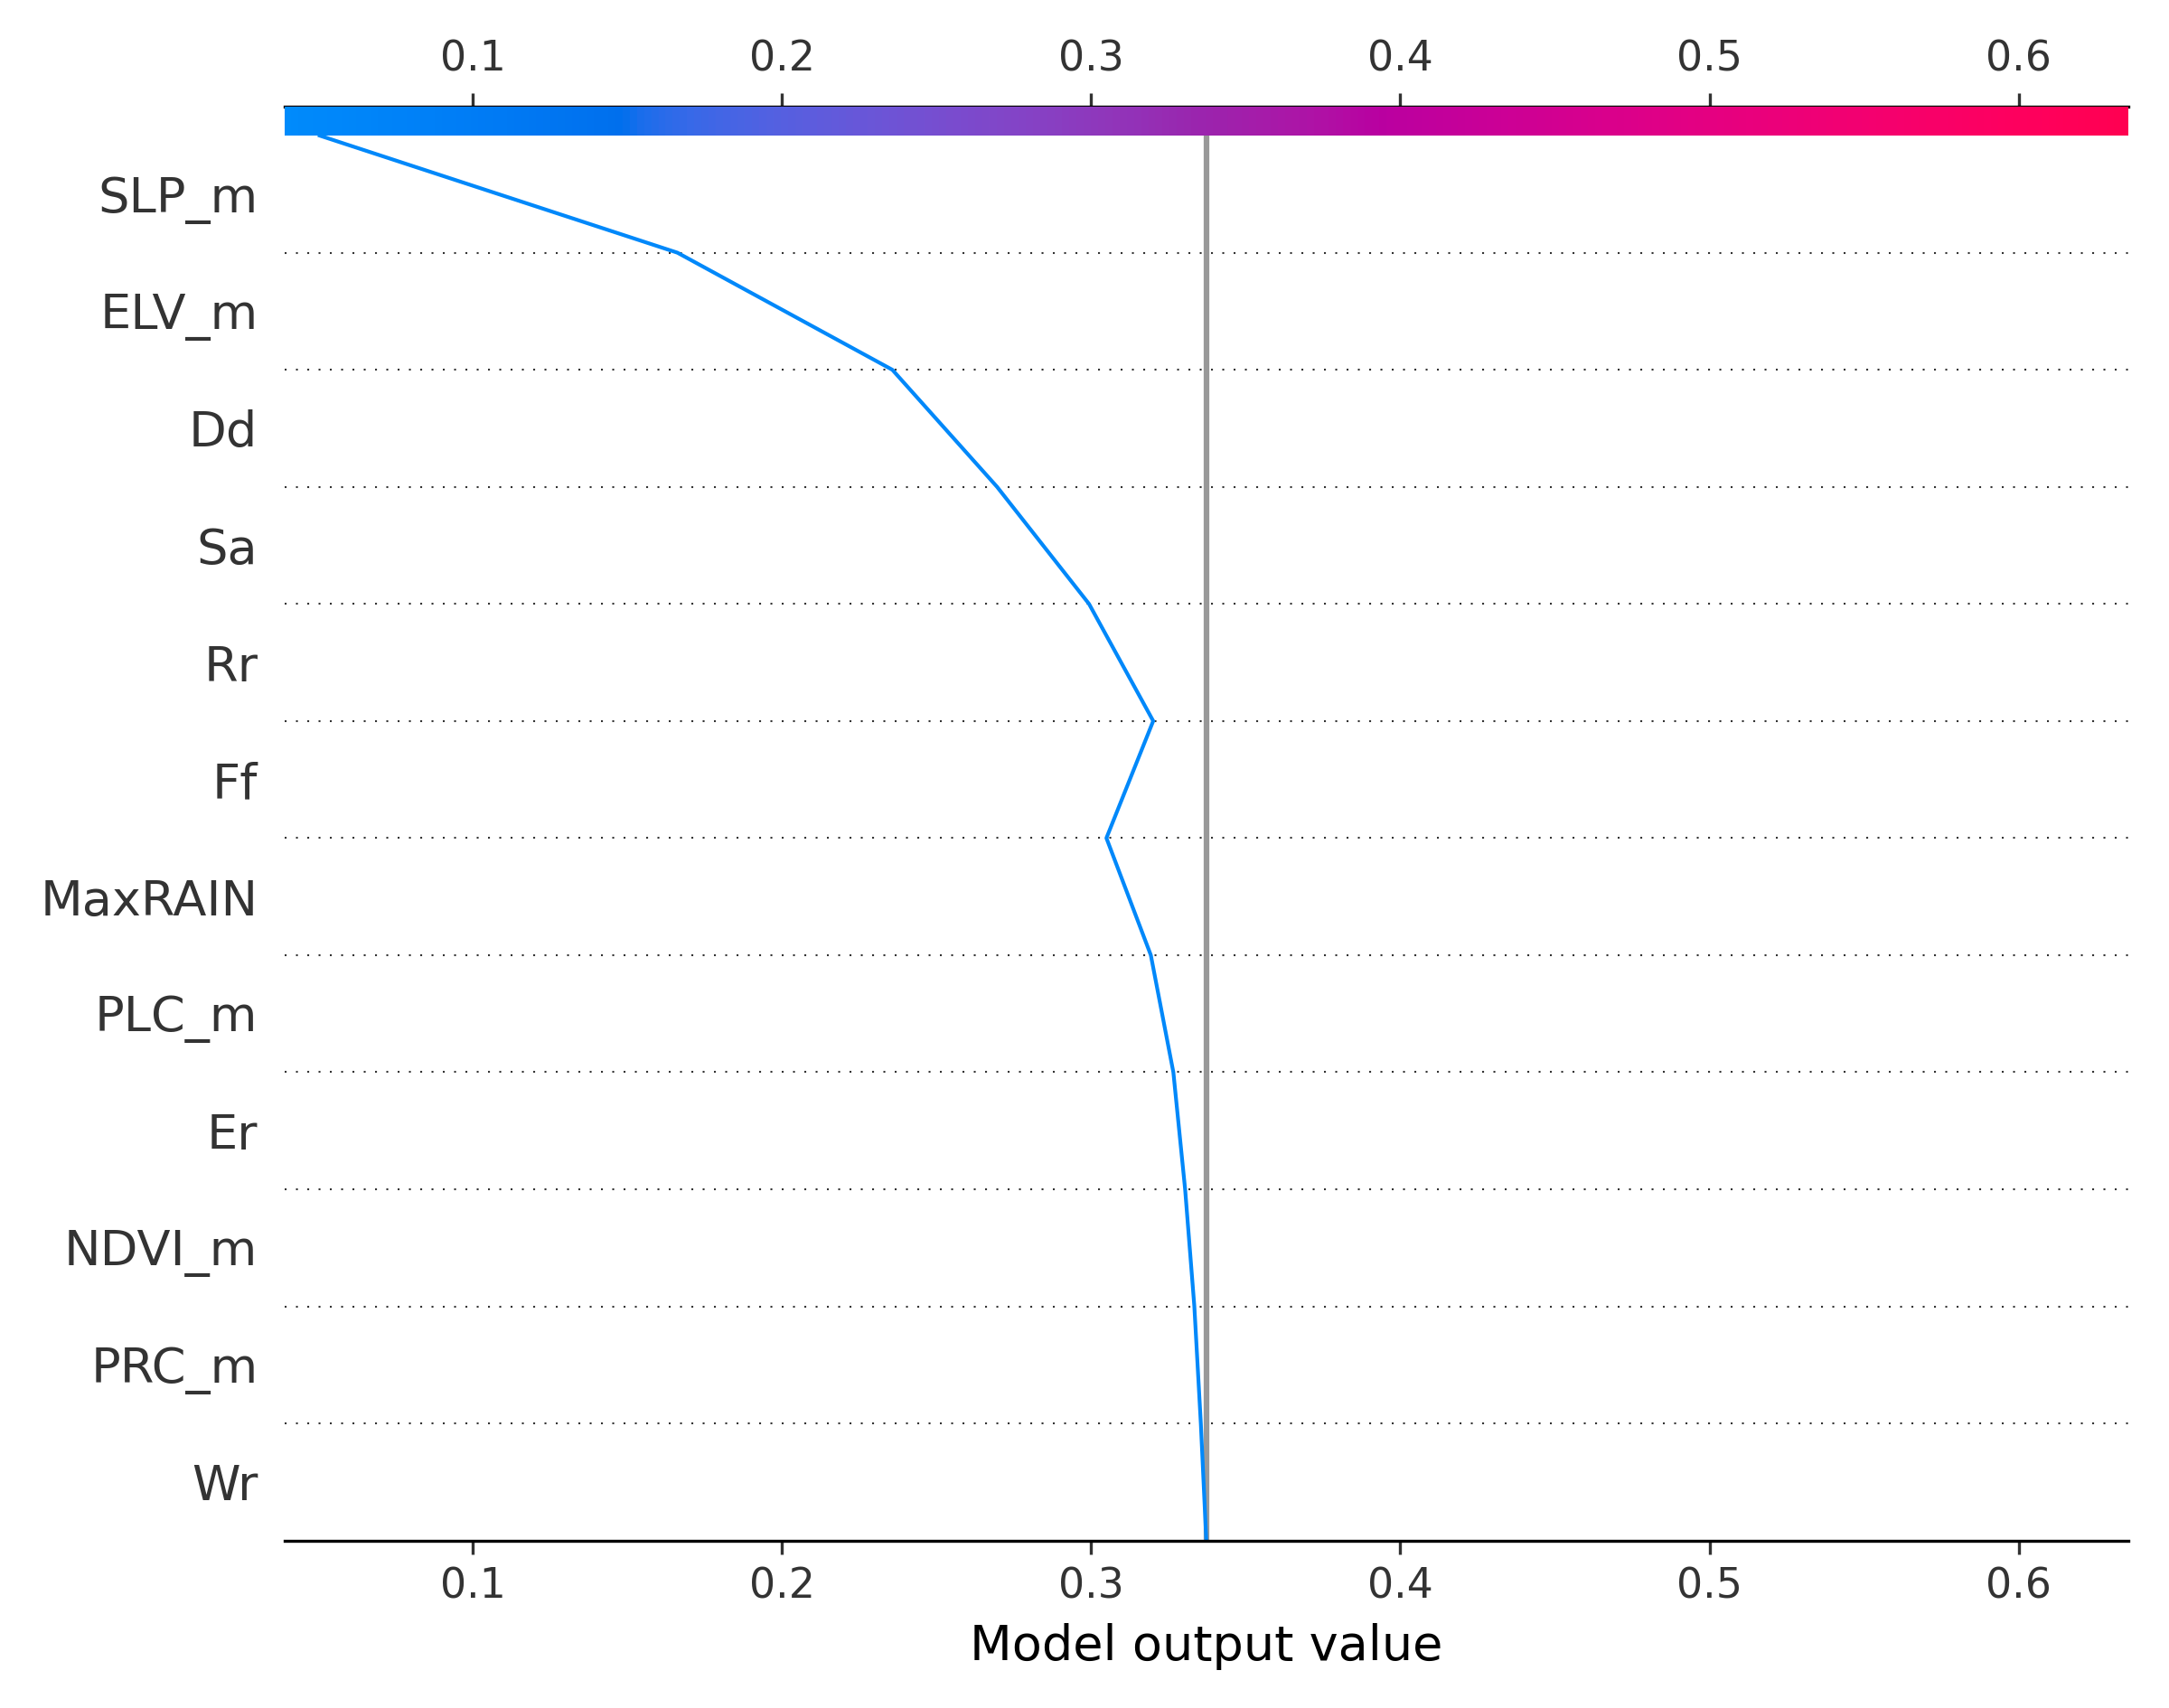 0.1 0.2 0.3 0.4 0.5 0.6
SLP_m
ELV_m
Dd
Sa
Rr
Ff
MaxRAIN
PLC_m
Er
NDVI_m
PRC_m
Wr
0.1 0.2 0.3 0.4 0.5 0.6
Model output value